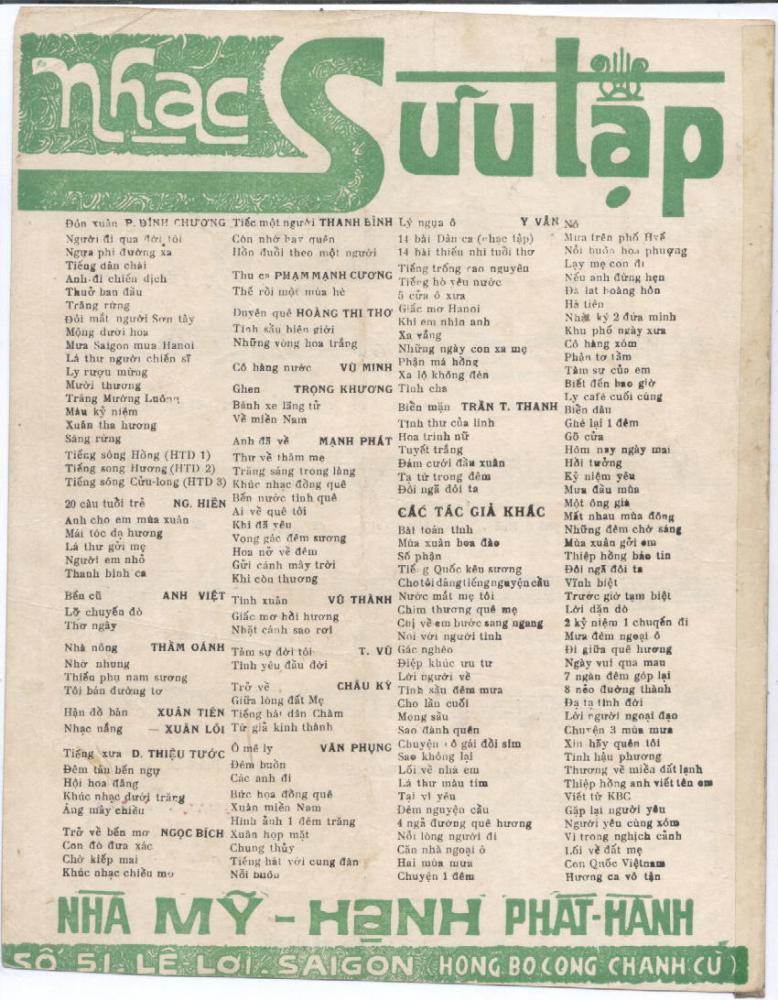 nhạc Sưu tập
Đón xuân P. ĐÌNH CHƯƠNG
Người đi qua đời tôi
Ngựa phi đường xa
Tiếng dân chài
Anh-đi chiến dịch
Thuở ban đầu
Trăng rừng
Đôi mắt người Sơn tây
Mộng dưới hoa
Mưa Saigon mưa Hanoi
Lá thư người chiến sĩ
Ly rượu mừng
Mười thương
Trăng Mường Luông
Màu kỷ niệm
Xuân tha hương
Sáng rừng
Tiếng sông Hồng (HTD 1)
Tiếng song Hương (HTD 2)
Tiếng sông Cửu-long (HTD 3)
20 câu tuổi trẻ NG. HIỀN
Anh cho em mùa xuân
Mái tóc dạ hương
Lá thư gởi mẹ
Người em nhỏ
Thanh bình ca
Bến cũ ANH VIỆT
Lỡ chuyến đò
Thơ ngây
Nhà nông THẨM OÁNH
Nhớ nhung
Thiếu phụ nam sương
Tôi bán đường tơ
Hận đồ bàn XUÂN TIÊN
Nhạc nắng — XUÂN LÔI
Tiếng xưa D. THIỆU TƯỚC
Đêm tàn bến ngự
Hội hoa đăng
Khúc nhạc dưới trăng
Áng mây chiều
Trở về bến mơ NGỌC BÍCH
Con đò đưa xác
Chờ kiếp mai
Khúc nhạc chiều mơ
Tiếc một người THANH BÌNH
Còn nhớ hay quên
Hồn đuổi theo một người
Thu ca PHẠM MẠNH CƯƠNG
Thế rồi một mùa hè
Duyên quê HOÀNG THI THƠ
Tình sầu biên giới
Những vòng hoa trắng
Cô hàng nước VŨ MINH
Ghen TRỌNG KHƯƠNG
Bánh xe lãng tử
Về miền Nam
Anh đã về MẠNH PHÁT
Thư về thăm mẹ
Trăng sáng trong làng
Khúc nhạc đồng quê
Bến nước tình quê
Ai về quê tôi
Khi đã yêu
Vọng gác đêm sương
Hoa nở về đêm
Gửi cánh mây trời
Khi còn thương
Tình xuân VŨ THÀNH
Giấc mơ hồi hương
Nhặt cánh sao rơi
Tâm sự đời tôi T. VŨ
Tình yêu đầu đời
Trở về CHÂU KỲ
Giữa lòng đất Mẹ
Tiếng hát dân Chàm
Từ giã kinh thành
Ô mê ly VĂN PHỤNG
Đêm buồn
Các anh đi
Bức họa đồng quê
Xuân miền Nam
Hình ảnh 1 đêm trăng
Xuân họp mặt
Chung thủy
Tiếng hát với cung đàn
Nỗi buồn
Lý ngựa ô Y VÂN
14 bài Dân ca (nhạc tập)
14 bài thiếu nhi tuổi thơ
Tiếng trống cao nguyên
Tiếng hò yêu nước
5 cửa ô xưa
Giấc mơ Hanoi
Khi em nhìn anh
Xa vắng
Những ngày con xa mẹ
Phận má hồng
Xa lộ không đèn
Tình cha
Biển mặn TRẦN T. THANH
Tình thư của lính
Hoa trinh nữ
Tuyết trắng
Đám cưới đầu xuân
Tạ từ trong đêm
Đôi ngã đôi ta
CÁC TÁC GIẢ KHÁC
Bài toán tình
Mùa xuân hoa đào
Số phận
Tiếng Quốc kêu sương
Cho tôi dâng tiếng nguyện cầu
Nước mắt mẹ tôi
Chim thương quê mẹ
Chị về em bước sang ngang
Nói với người tình
Gác nghèo
Điệp khúc ưu tư
Lời người về
Tình sầu đêm mưa
Cho lần cuối
Mong sầu
Sao đành quên
Chuyện cô gái đồi sim
Sao không lại
Lối về nhà em
Lá thư màu tím
Tại vì yêu
Đêm nguyện cầu
4 ngả đường quê hương
Nỗi lòng người đi
Căn nhà ngoại ô
Hai mùa mưa
Chuyện 1 đêm
Nó
Mưa trên phố Huế
Nỗi buồn hoa phượng
Lạy mẹ con đi
Nếu anh đừng hẹn
Đà lạt hoàng hôn
Hà tiên
Nhật ký 2 đứa mình
Khu phố ngày xưa
Cô hàng xóm
Phận tơ tằm
Tâm sự của em
Biết đến bao giờ
Ly café cuối cùng
Biển dâu
Ghé lại 1 đêm
Gõ cửa
Hôm nay ngày mai
Hồi tưởng
Kỷ niệm yêu
Mưa đầu mùa
Một ông già
Mất nhau mùa đông
Những đêm chờ sáng
Mùa xuân gởi em
Thiệp hồng báo tin
Đôi ngã đôi ta
Vĩnh biệt
Trước giờ tạm biệt
Lời dặn dò
2 kỷ niệm 1 chuyến đi
Mưa đêm ngoại ô
Đi giữa quê hương
Ngày vui qua mau
7 ngàn đêm góp lại
8 nẻo đường thành
Đạ tạ tình đời
Lời người ngoại đạo
Chuyện 3 mùa mưa
Xin hãy quên tôi
Tình hậu phương
Thương về miền đất lạnh
Thiệp hồng anh viết tên em
Viết từ KBC
Gặp lại người yêu
Người yêu cùng xóm
Vì trong nghịch cảnh
Lối về đất mẹ
Con Quốc Việtnam
Hương ca vô tận
NHÀ MỸ-HẠNH PHÁT-HÀNH
SỐ 51. LÊ-LỢI. SAIGON (HÔNG BỘ CÔNG CHANH CŨ)